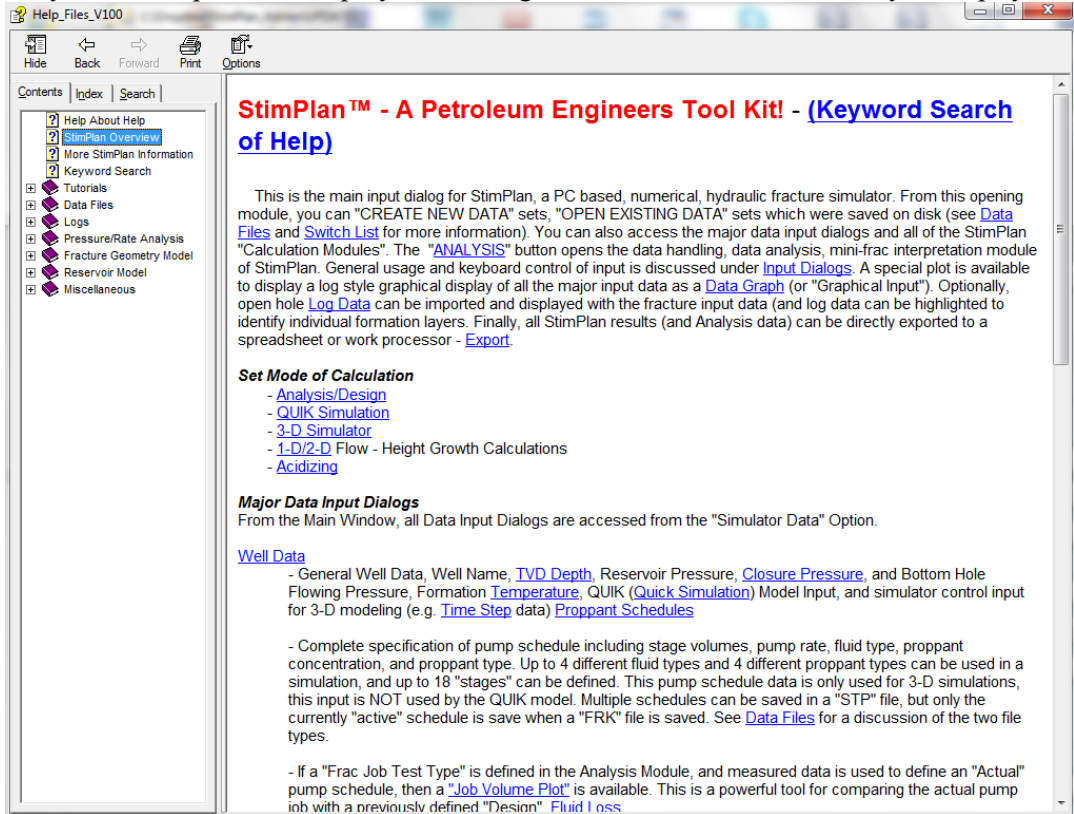 Help_Files_V100
Hide Back Forward Print Options
Contents Index Search
Help About Help
StimPlan Overview
More StimPlan Information
Keyword Search
Tutorials
Data Files
Logs
Pressure/Rate Analysis
Fracture Geometry Model
Reservoir Model
Miscellaneous
StimPlan™ - A Petroleum Engineers Tool Kit! - (Keyword Search
of Help)
This is the main input dialog for StimPlan, a PC based, numerical, hydraulic fracture simulator. From this opening
module, you can "CREATE NEW DATA" sets, "OPEN EXISTING DATA" sets which were saved on disk (see Data
Files and Switch List for more information). You can also access the major data input dialogs and all of the StimPlan
"Calculation Modules". The "ANALYSIS" button opens the data handling, data analysis, mini-frac interpretation module
of StimPlan. General usage and keyboard control of input is discussed under Input Dialogs. A special plot is available
to display a log style graphical display of all the major input data as a Data Graph (or "Graphical Input"). Optionally,
open hole Log Data can be imported and displayed with the fracture input data (and log data can be highlighted to
identify individual formation layers. Finally, all StimPlan results (and Analysis data) can be directly exported to a
spreadsheet or work processor - Export.
Set Mode of Calculation
- Analysis/Design
- QUIK Simulation
- 3-D Simulator
- 1-D/2-D Flow - Height Growth Calculations
- Acidizing
Major Data Input Dialogs
From the Main Window, all Data Input Dialogs are accessed from the "Simulator Data" Option.
Well Data
- General Well Data, Well Name, TVD Depth, Reservoir Pressure, Closure Pressure, and Bottom Hole
Flowing Pressure, Formation Temperature, QUIK (Quick Simulation) Model Input, and simulator control input
for 3-D modeling (e.g. Time Step data) Proppant Schedules
- Complete specification of pump schedule including stage volumes, pump rate, fluid type, proppant
concentration, and proppant type. Up to 4 different fluid types and 4 different proppant types can be used in a
simulation, and up to 18 "stages" can be defined. This pump schedule data is only used for 3-D simulations,
this input is NOT used by the QUIK model. Multiple schedules can be saved in a "STP" file, but only the
currently "active" schedule is save when a "FRK" file is saved. See Data Files for a discussion of the two file
types.
- If a "Frac Job Test Type" is defined in the Analysis Module, and measured data is used to define an "Actual"
pump schedule, then a "Job Volume Plot" is available. This is a powerful tool for comparing the actual pump
job with a previously defined "Design". Fluid Loss